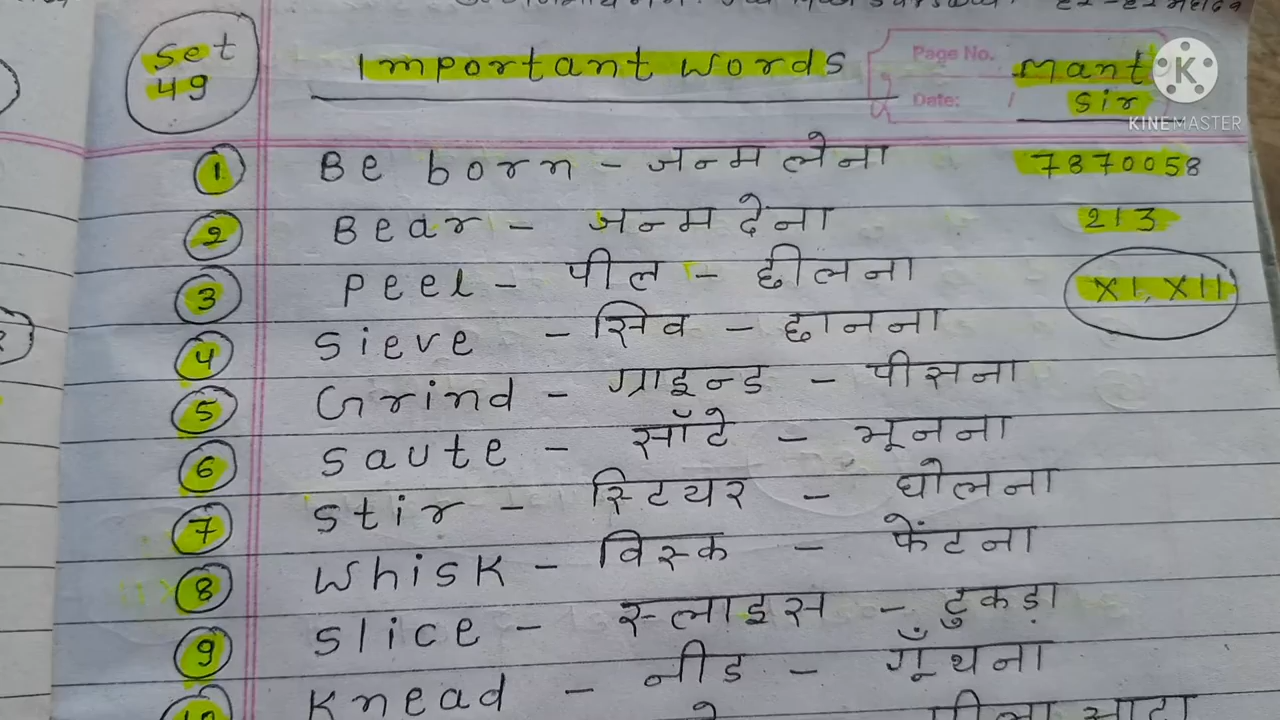 Set 49
Important words
Page No.
Date: /
Mant Sir
K
KINEMASTER
1 Be born - जन्म लेना
7870058
2 Bear - जन्म देना
213
3 Peel - पील - छीलना
XI, XII
4 Sieve - सिव - छानना
5 Grind - ग्राइन्ड - पीसना
6 Saute - सॉटे - भूनना
7 Stir - स्टियर - घोलना
8 Whisk - विस्क - फेंटना
9 Slice - स्लाइस - टुकड़ा
10 Knead - नीड - गूँथना